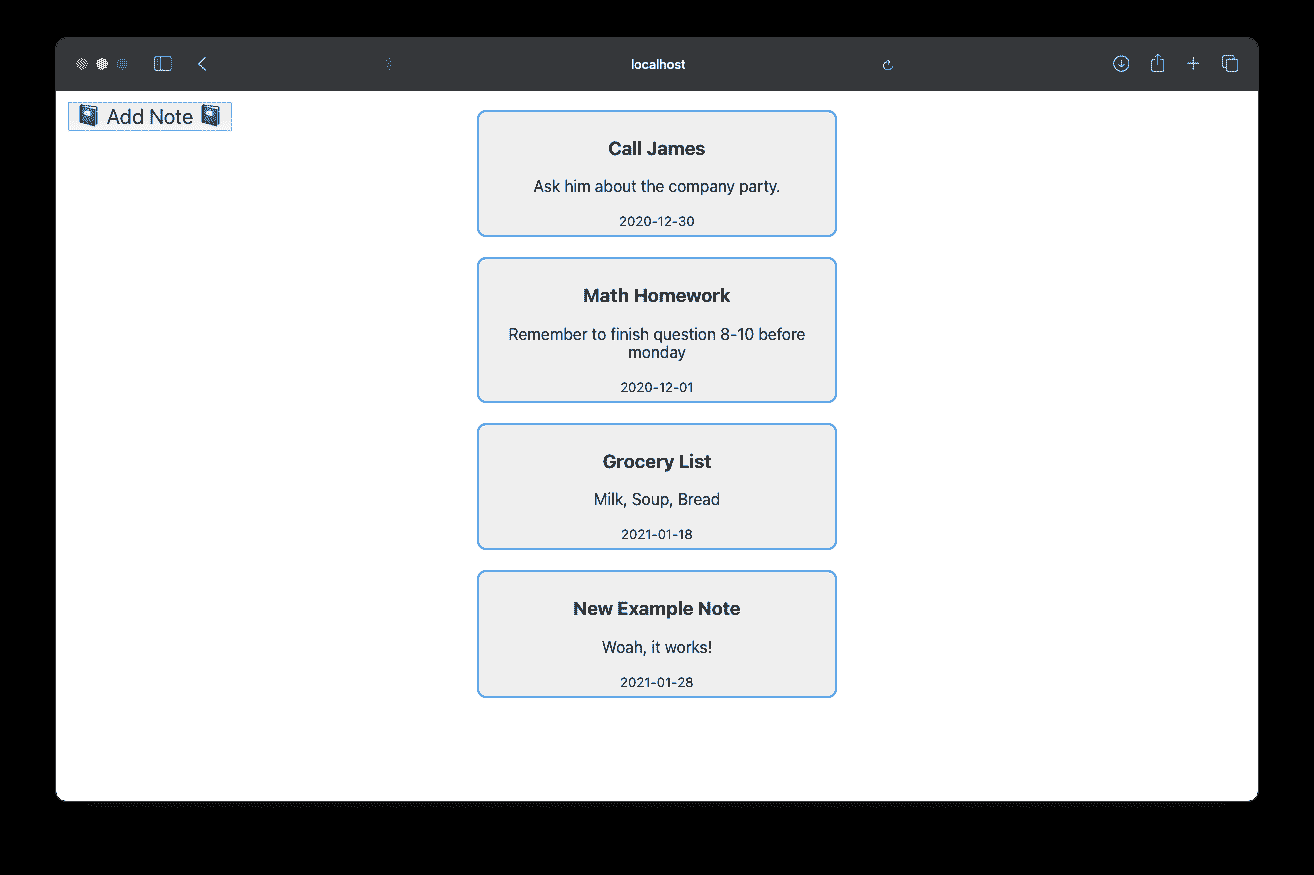 localhost
Add Note
Call James
Ask him about the company party.
2020-12-30
Math Homework
Remember to finish question 8-10 before
monday
2020-12-01
Grocery List
Milk, Soup, Bread
2021-01-18
New Example Note
Woah, it works!
2021-01-28